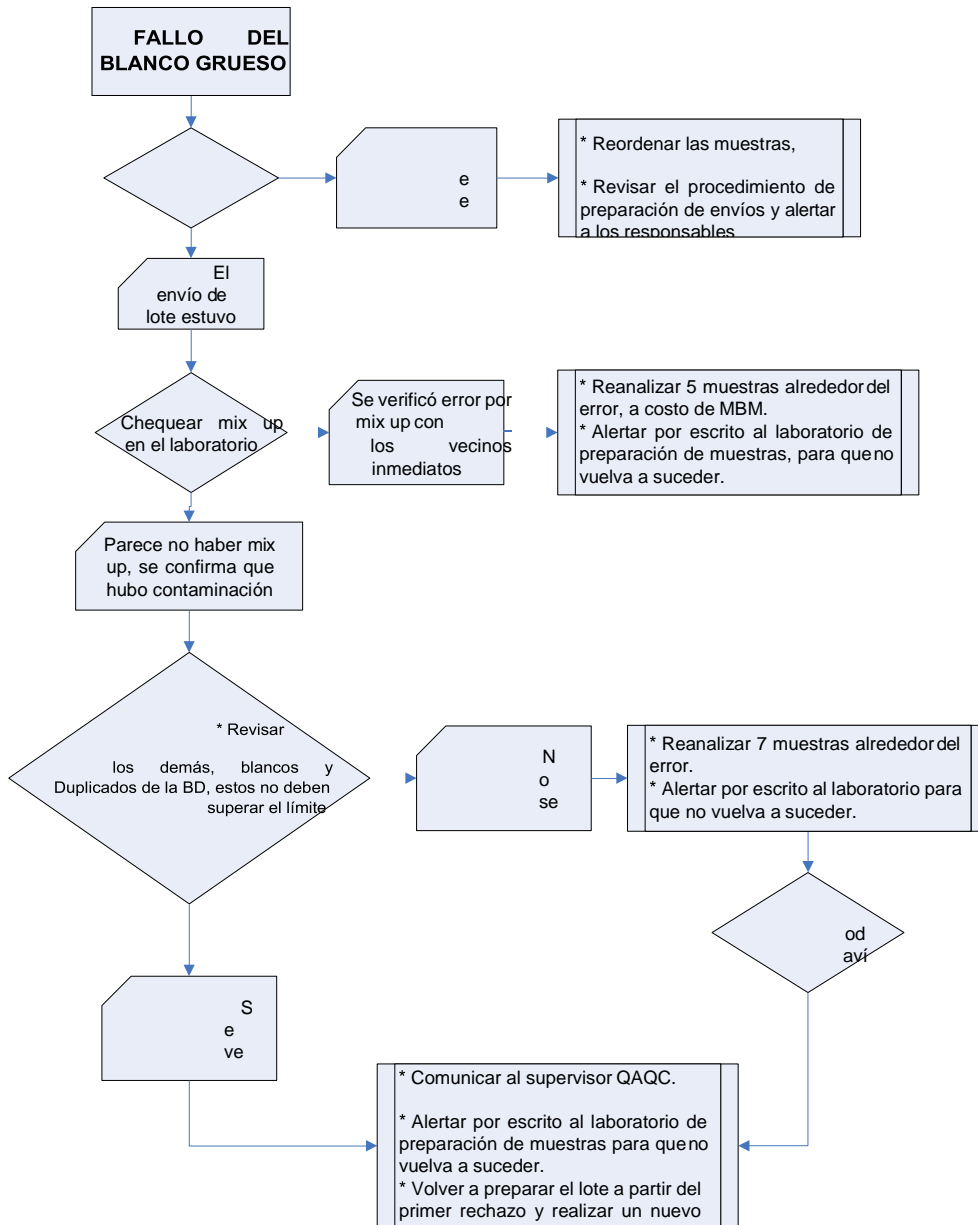 FALLO DEL
BLANCO GRUESO
e
e
* Reordenar las muestras,
* Revisar el procedimiento de
preparación de envíos y alertar
a los responsables
El
envío de
lote estuvo
Chequear mix up
en el laboratorio
Se verificó error por
mix up con
los vecinos
inmediatos
* Reanalizar 5 muestras alrededor del
error, a costo de MBM.
* Alertar por escrito al laboratorio de
preparación de muestras, para que no
vuelva a suceder.
Parece no haber mix
up, se confirma que
hubo contaminación
* Revisar
los demás, blancos y
Duplicados de la BD, estos no deben
superar el límite
N
o
se
* Reanalizar 7 muestras alrededor del
error.
* Alertar por escrito al laboratorio para
que no vuelva a suceder.
od
aví
S
e
ve
* Comunicar al supervisor QAQC.
* Alertar por escrito al laboratorio de
preparación de muestras para que no
vuelva a suceder.
* Volver a preparar el lote a partir del
primer rechazo y realizar un nuevo